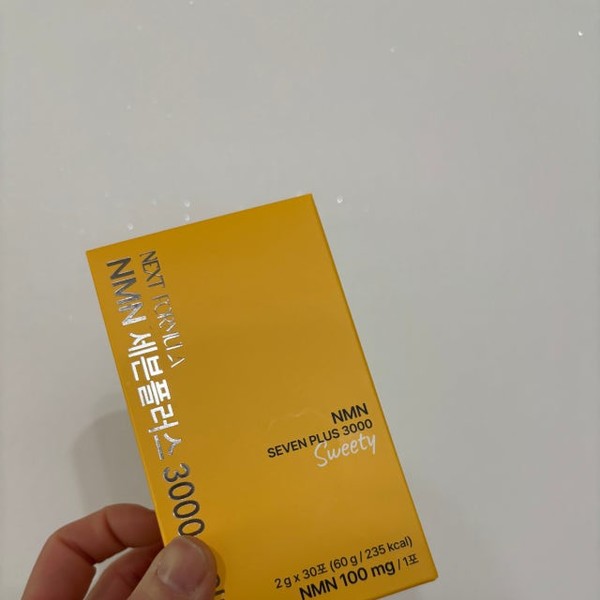 NEXT FORMULA
NMN 세븐플러스 3000
NMN
SEVEN PLUS 3000
Sweety
2 g x 30포 (60 g / 235 kcal)
NMN 100 mg / 1포